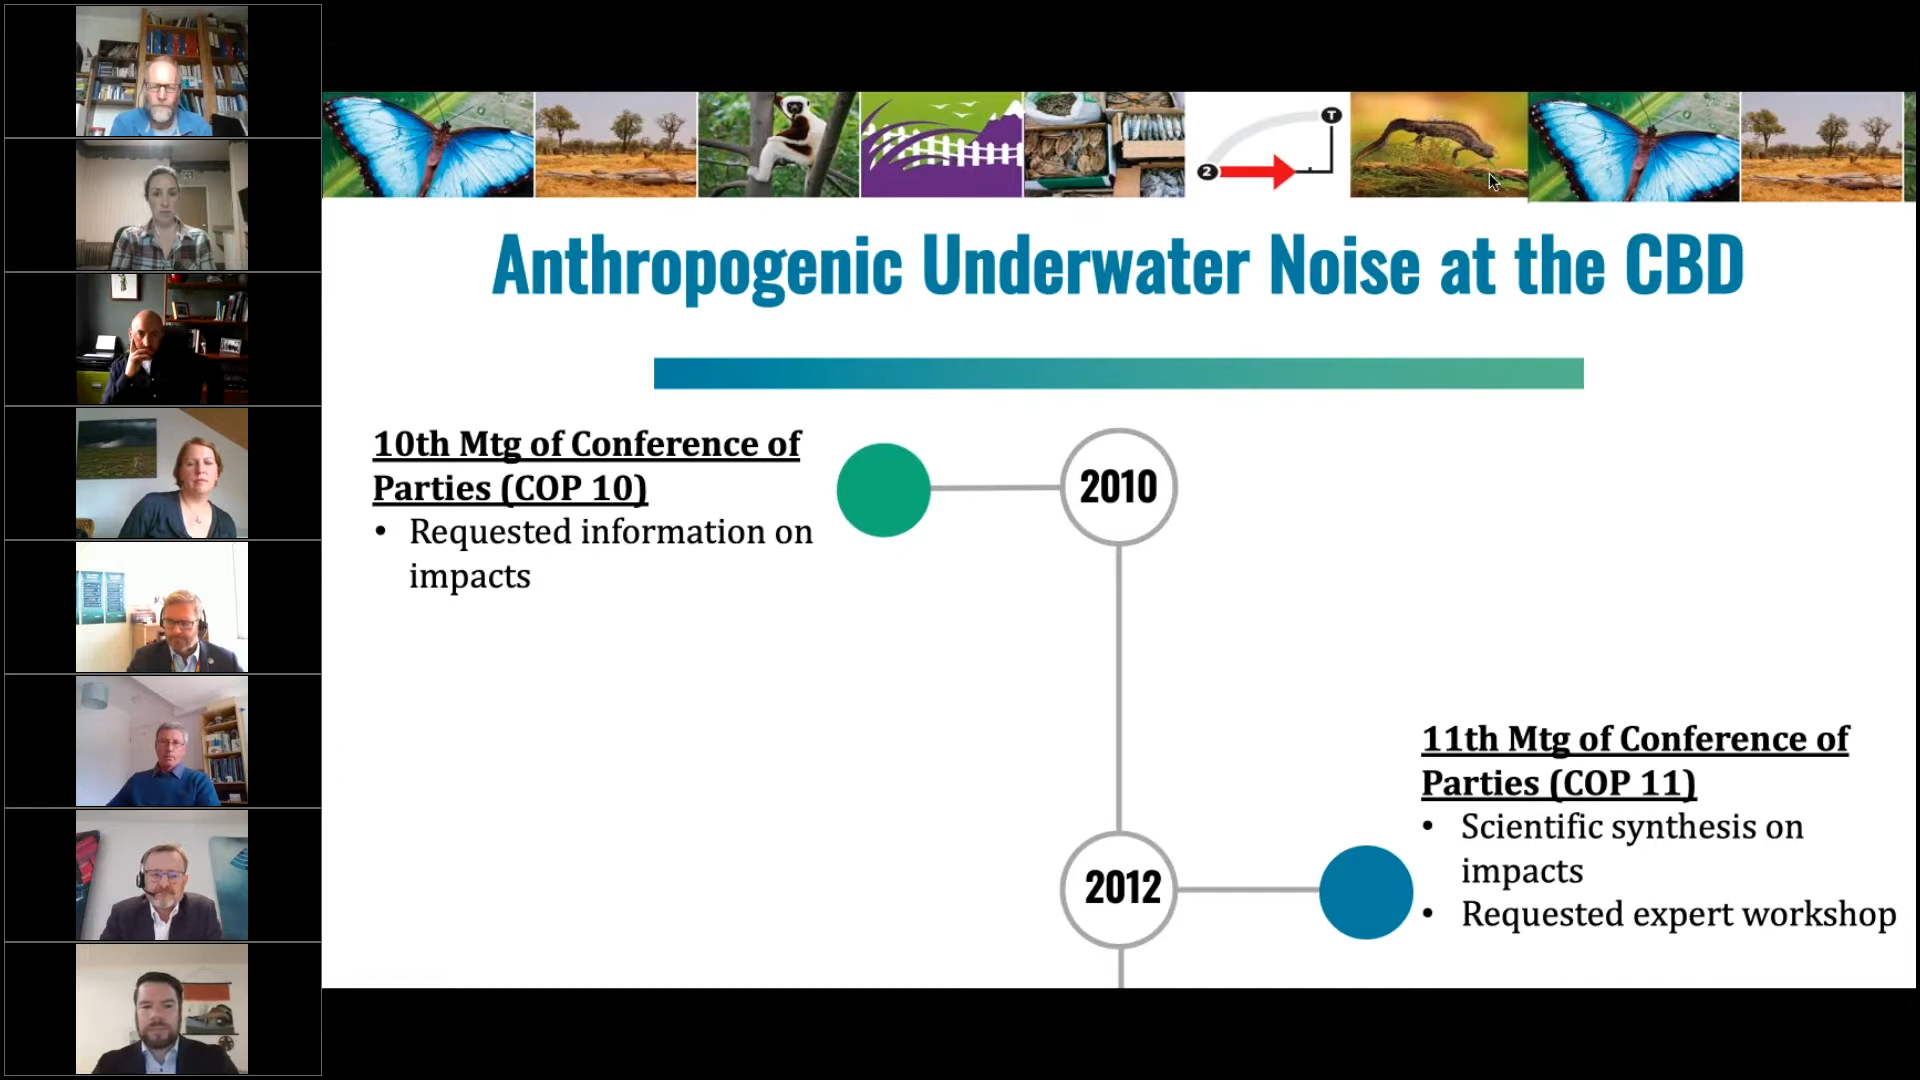 2
T
Anthropogenic Underwater Noise at the CBD
10th Mtg of Conference of
Parties (COP 10)
• Requested information on
impacts
2010
11th Mtg of Conference of
Parties (COP 11)
• Scientific synthesis on
impacts
• Requested expert workshop
2012